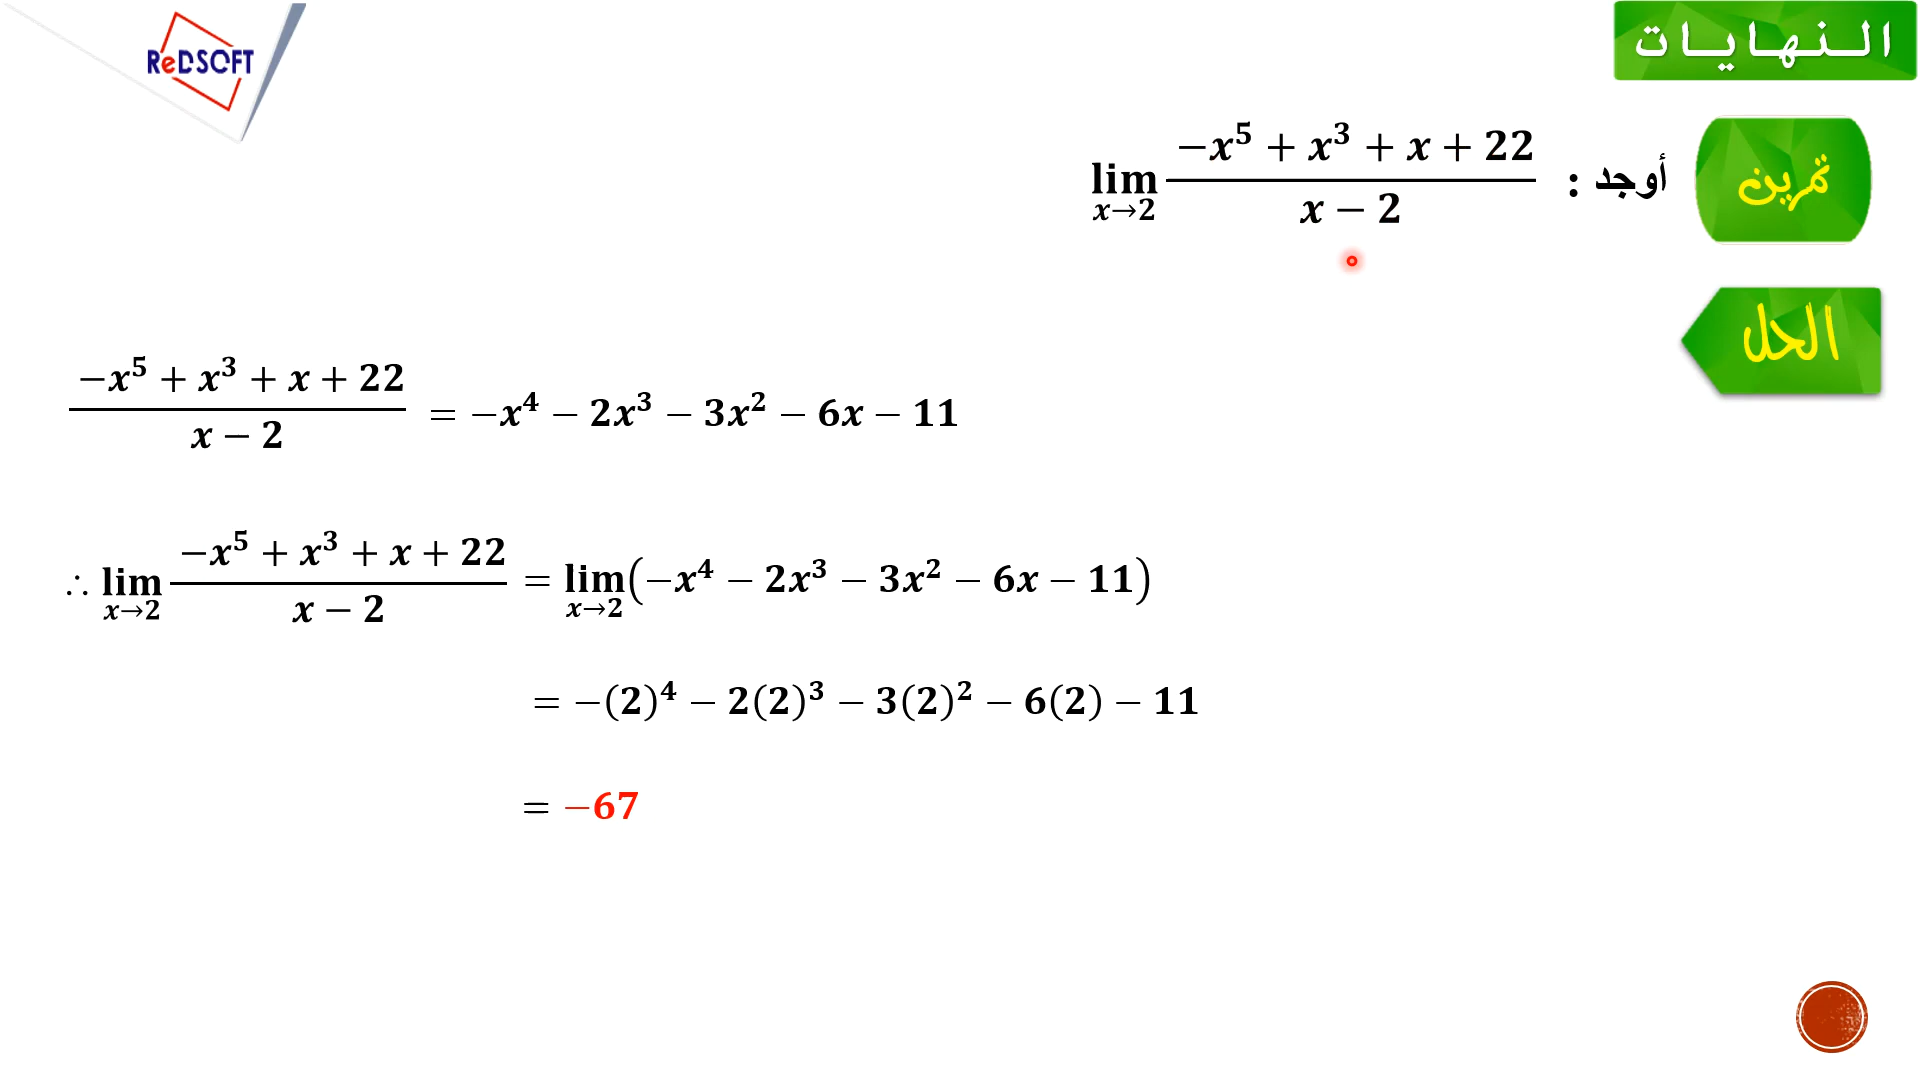 ReDSOFT
النهايات
تمرين
أوجد : lim x→2 (−x⁵ + x³ + x + 22)/(x − 2)
الحل
(−x⁵ + x³ + x + 22)/(x − 2) = −x⁴ − 2x³ − 3x² − 6x − 11
∴ lim x→2 (−x⁵ + x³ + x + 22)/(x − 2) = lim x→2 (−x⁴ − 2x³ − 3x² − 6x − 11)
= −(2)⁴ − 2(2)³ − 3(2)² − 6(2) − 11
= −67